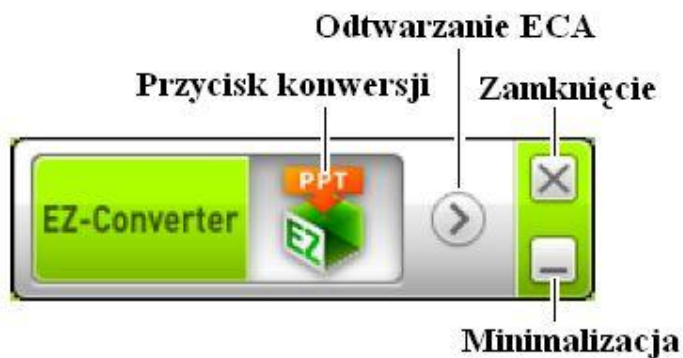 Odtwarzanie ECA
Przycisk konwersji
Zamknięcie
PPT
EZ-Converter
EZ
Minimalizacja